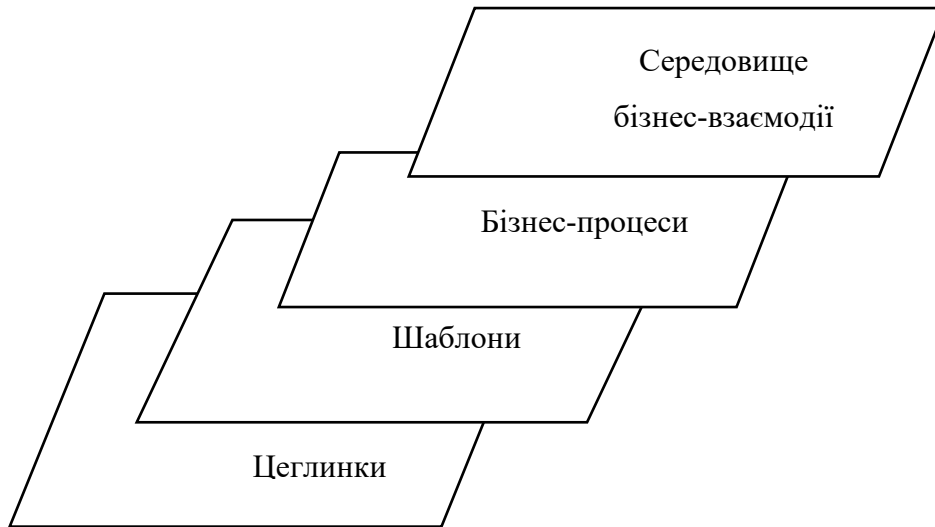 Середовище
бізнес-взаємодії
Бізнес-процеси
Шаблони
Цеглинки